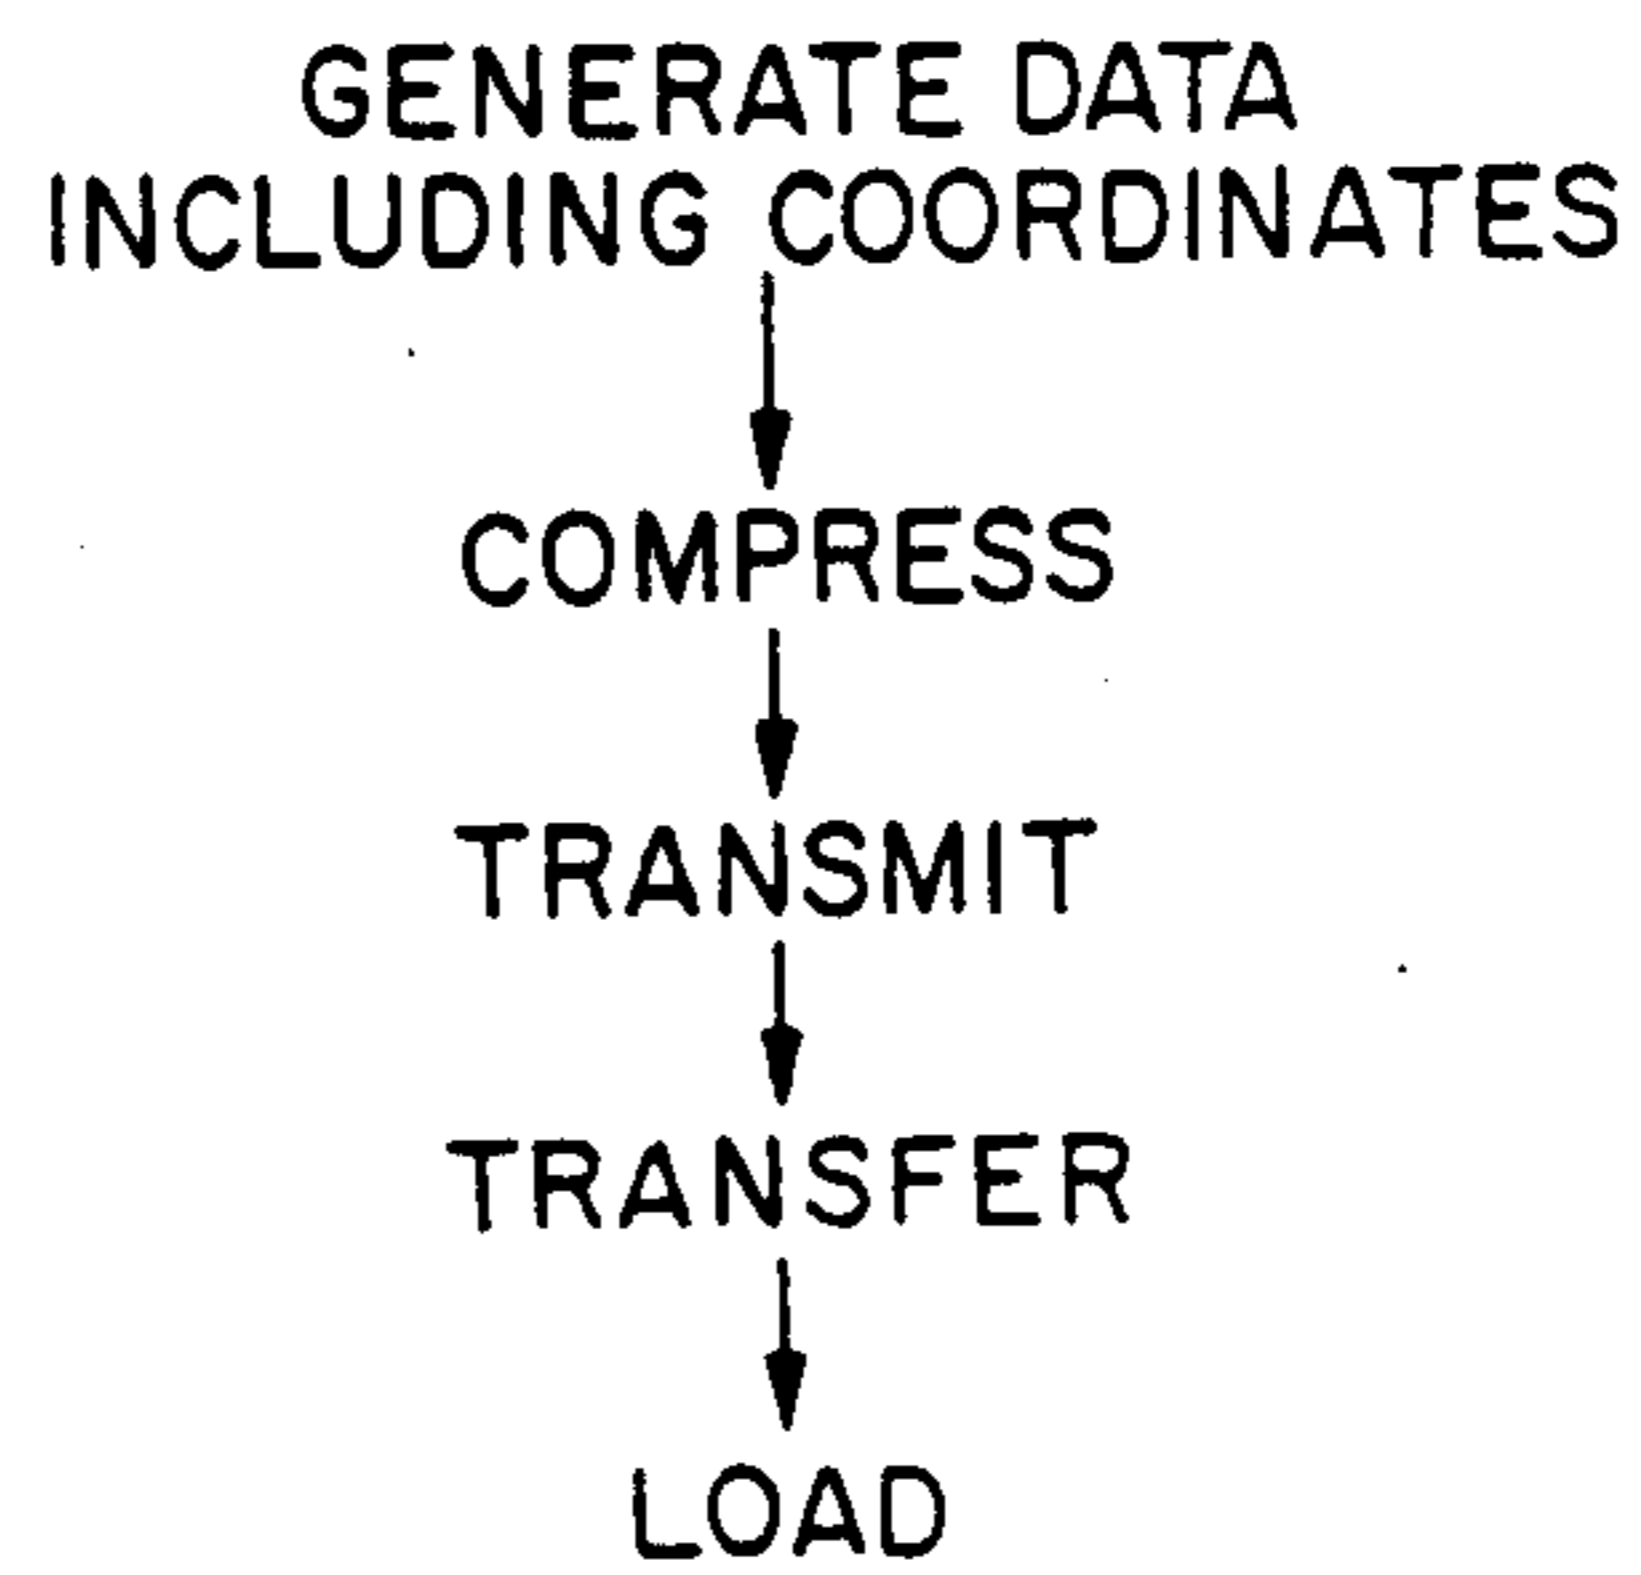 GENERATE DATA
INCLUDING COORDINATES
COMPRESS
TRANSMIT
TRANSFER
LOAD